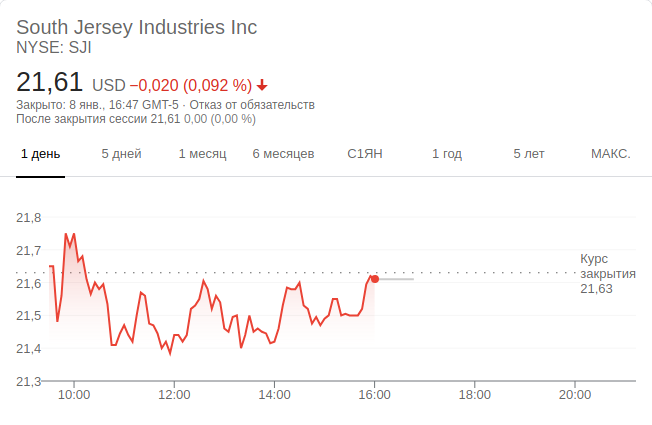 South Jersey Industries Inc
NYSE: SJI
21,61 USD −0,020 (0,092 %)
Закрыто: 8 янв., 16:47 GMT-5 · Отказ от обязательств
После закрытия сессии 21,61 0,00 (0,00 %)
1 день 5 дней 1 месяц 6 месяцев С1ЯН 1 год 5 лет МАКС.
21,8
21,7
21,6
21,5
21,4
21,3
Курс
закрытия
21,63
10:00 12:00 14:00 16:00 18:00 20:00